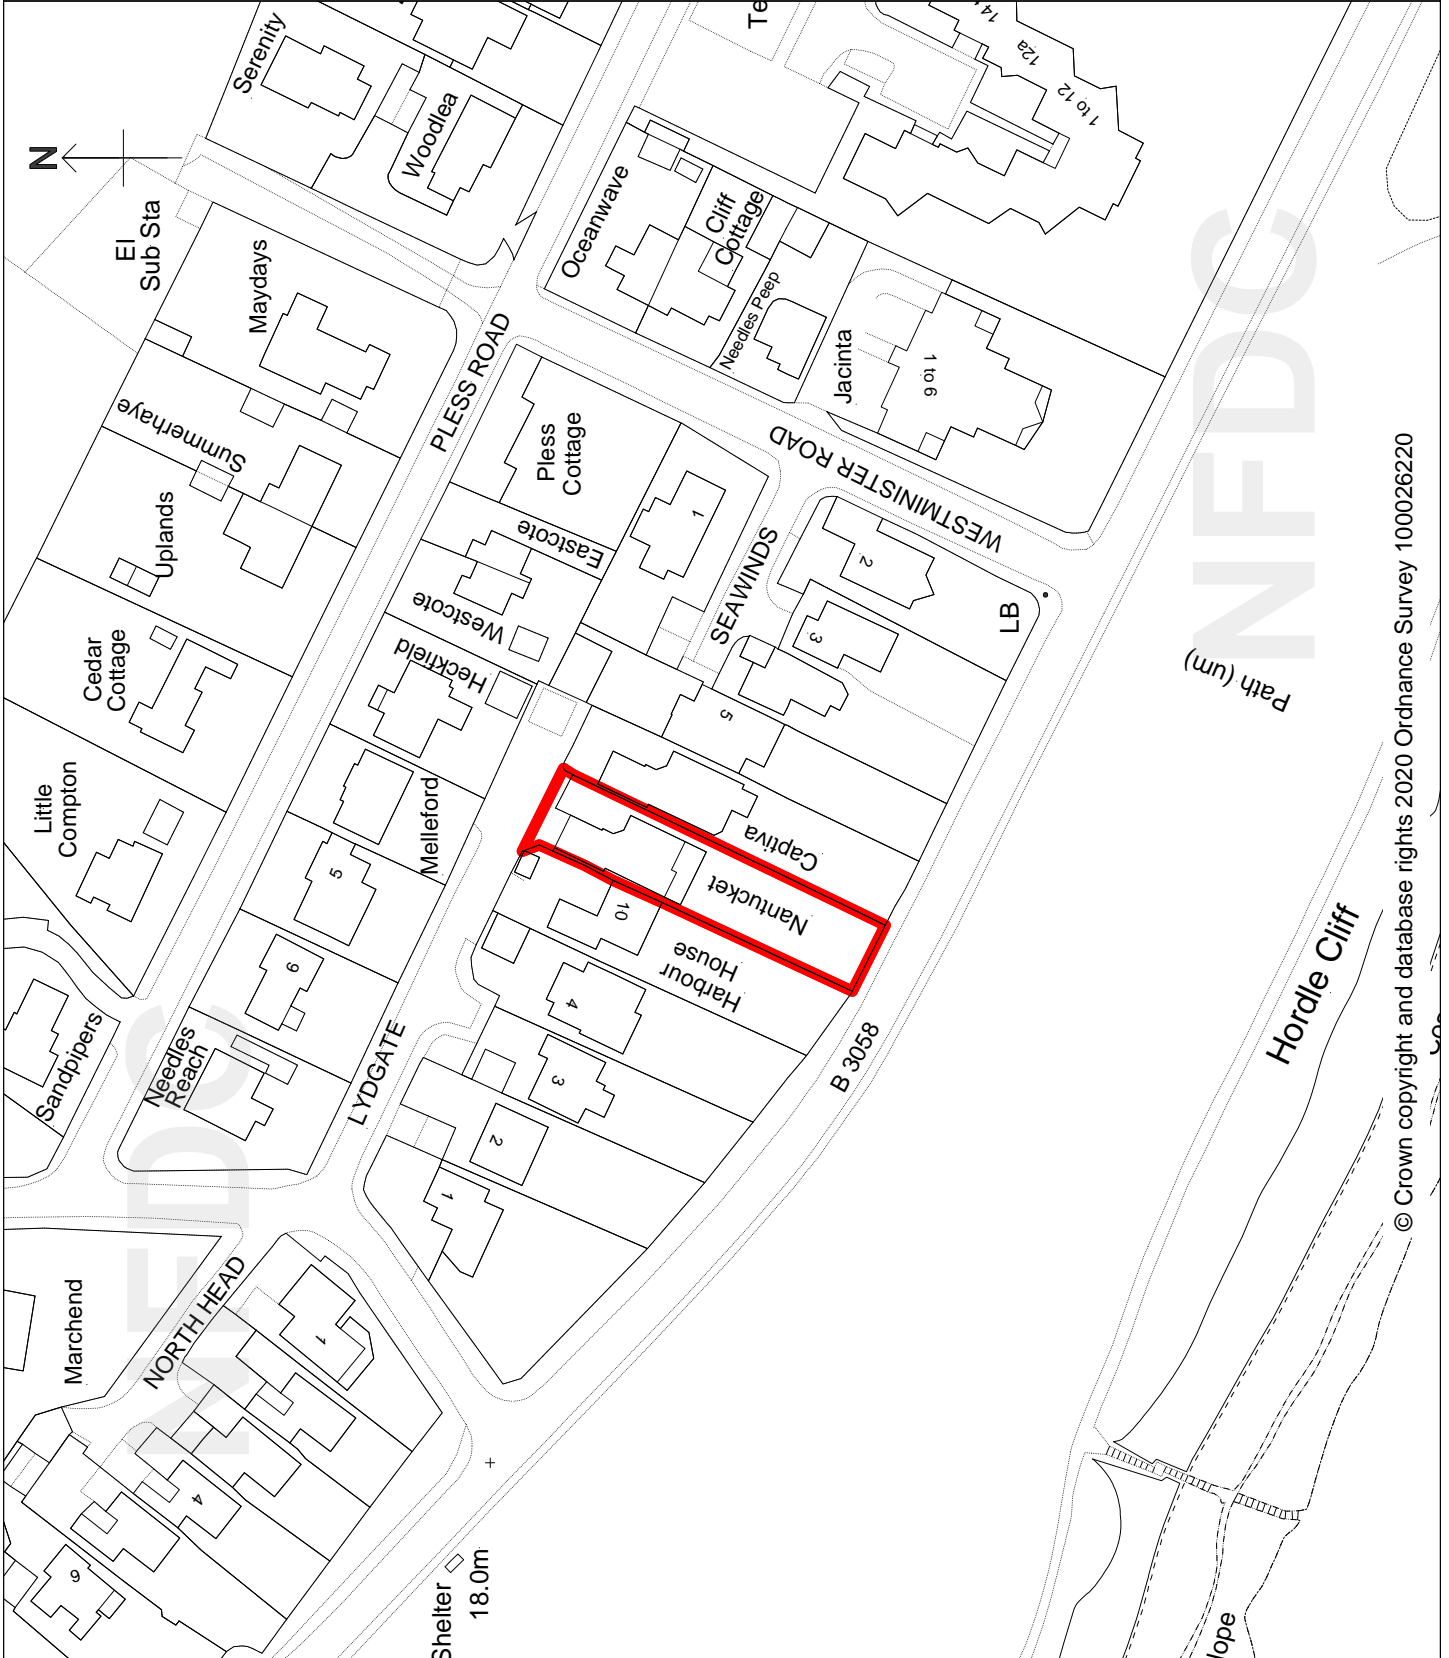 Serenity
Woodlea
N
El
Sub Sta
Maydays
Summerhaye
Uplands
Cedar
Cottage
Little
Compton
Sandpipers
Needles
Reach
Marchend
NORTH HEAD
LYDGATE
PLESS ROAD
WESTMINISTER ROAD
SEAWINDS
Te
14
12a
1 to 12
Oceanwave
Cliff
Cottage
Needles Peep
Jacinta
1 to 6
Pless
Cottage
Eastcote
Westcote
Heckfield
Melleford
5
6
1
2
3
5
LB
Captiva
Nantucket
10
Harbour
House
4
3
2
1
1
4
6
B 3058
Shelter
18.0m
Path (um)
Hordle Cliff
lope
NFDC
NFDC
© Crown copyright and database rights 2020 Ordnance Survey 100026220